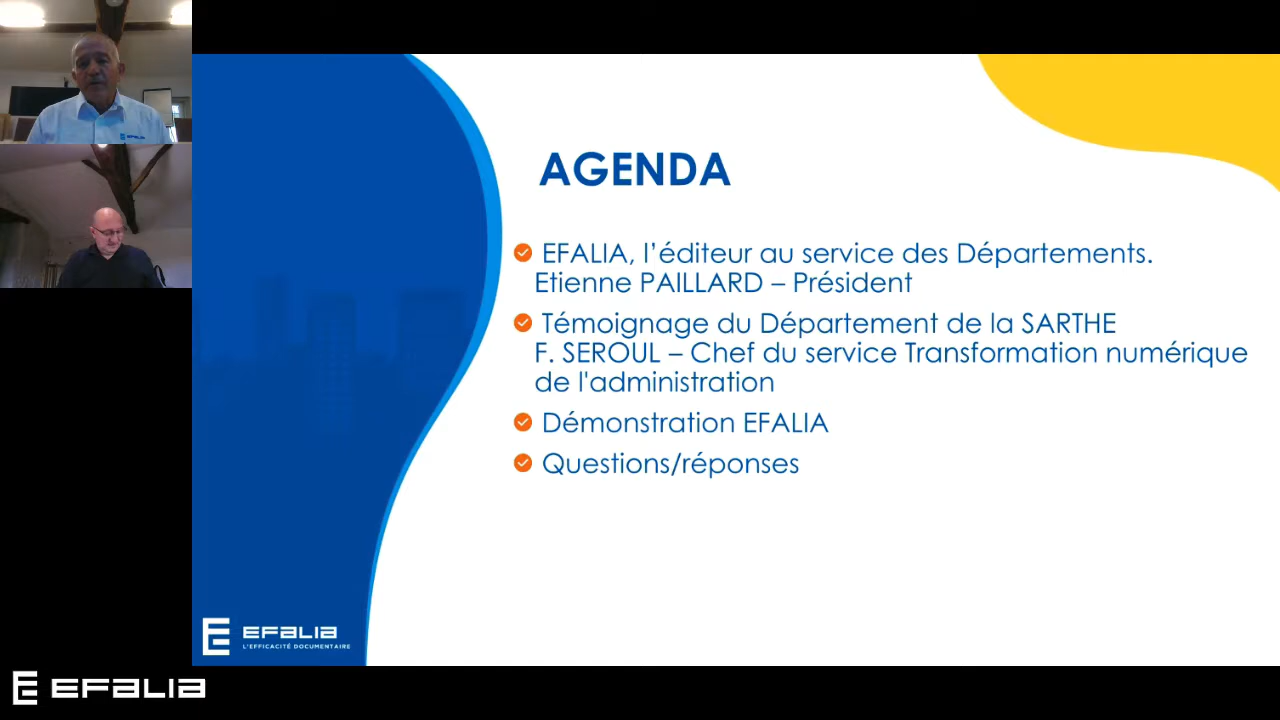 EFALIA
AGENDA
EFALIA, l’éditeur au service des Départements.
Etienne PAILLARD – Président
Témoignage du Département de la SARTHE
F. SEROUL – Chef du service Transformation numérique
de l'administration
Démonstration EFALIA
Questions/réponses
EFALIA
L'EFFICACITÉ DOCUMENTAIRE
EFALIA